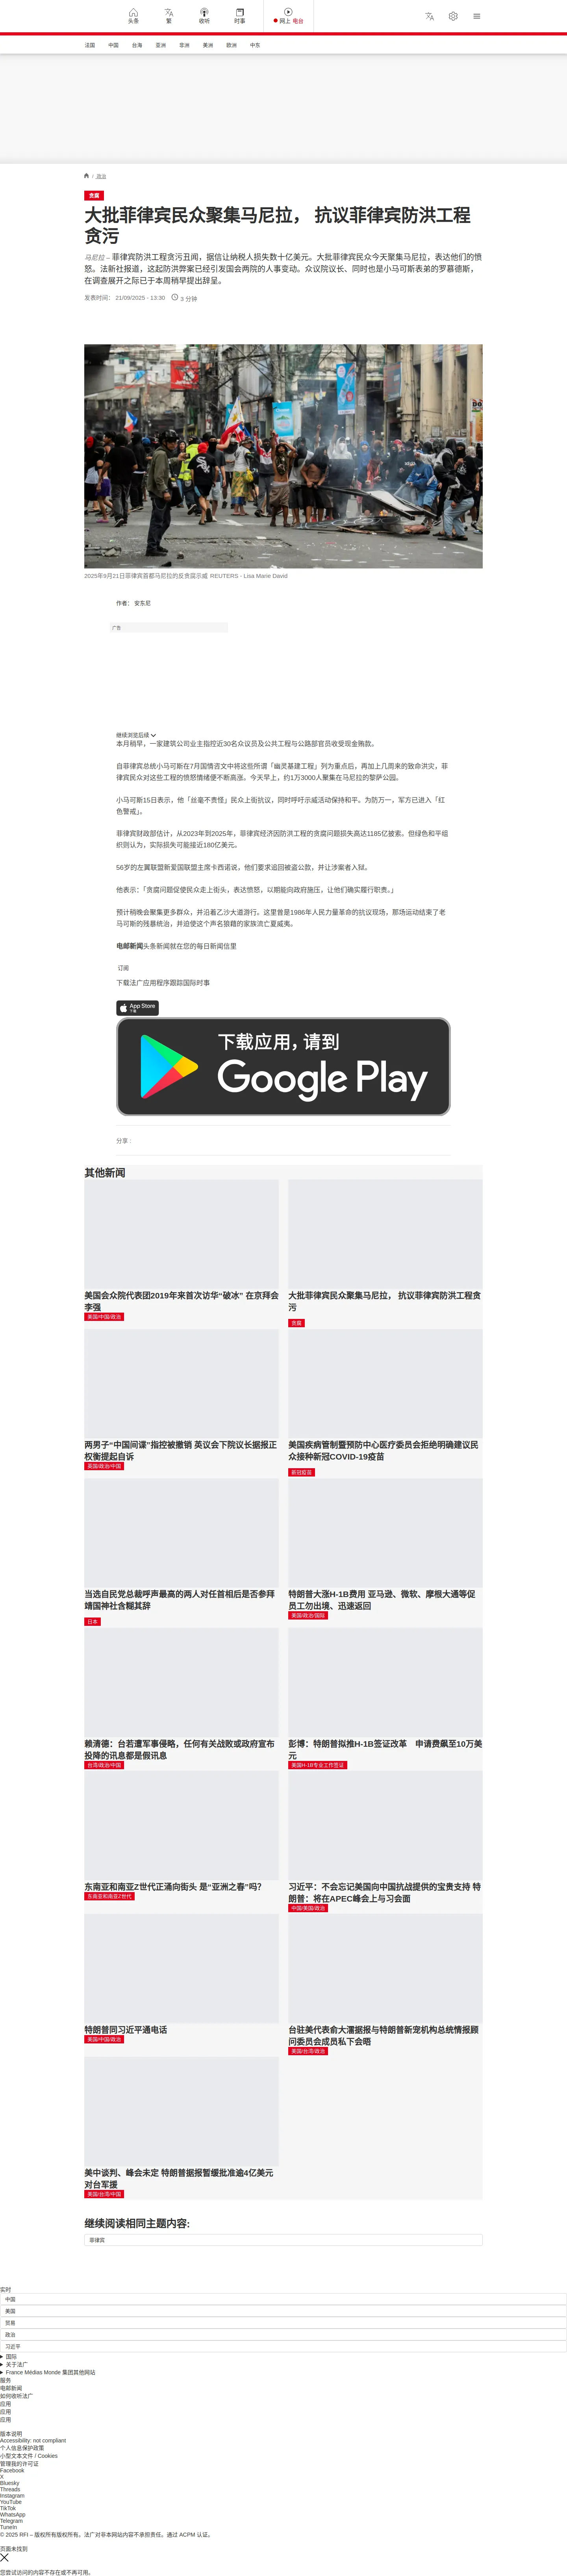 头条
繁
收听
时事
网上 电台
法国
中国
台海
亚洲
非洲
美洲
欧洲
中东
/ 政治
贪腐
大批菲律宾民众聚集马尼拉， 抗议菲律宾防洪工程
贪污
马尼拉 – 菲律宾防洪工程贪污丑闻，据信让纳税人损失数十亿美元。大批菲律宾民众今天聚集马尼拉，表达他们的愤
怒。法新社报道，这起防洪弊案已经引发国会两院的人事变动。众议院议长、同时也是小马可斯表弟的罗慕德斯，
在调查展开之际已于本周稍早提出辞呈。
发表时间： 21/09/2025 - 13:30
3 分钟
2025年9月21日菲律宾首都马尼拉的反贪腐示威 REUTERS - Lisa Marie David
作者： 安东尼
广告
继续浏览后续
本月稍早，一家建筑公司业主指控近30名众议员及公共工程与公路部官员收受现金贿款。
自菲律宾总统小马可斯在7月国情咨文中将这些所谓「幽灵基建工程」列为重点后，再加上几周来的致命洪灾，菲
律宾民众对这些工程的愤怒情绪便不断高涨。今天早上，约1万3000人聚集在马尼拉的黎萨公园。
小马可斯15日表示，他「丝毫不责怪」民众上街抗议，同时呼吁示威活动保持和平。为防万一，军方已进入「红
色警戒」。
菲律宾财政部估计，从2023年到2025年，菲律宾经济因防洪工程的贪腐问题损失高达1185亿披索。但绿色和平组
织则认为，实际损失可能接近180亿美元。
56岁的左翼联盟新爱国联盟主席卡西诺说，他们要求追回被盗公款，并让涉案者入狱。
他表示：「贪腐问题促使民众走上街头，表达愤怒，以期能向政府施压，让他们确实履行职责。」
预计稍晚会聚集更多群众，并沿着乙沙大道游行。这里曾是1986年人民力量革命的抗议现场，那场运动结束了老
马可斯的残暴统治，并迫使这个声名狼藉的家族流亡夏威夷。
电邮新闻头条新闻就在您的每日新闻信里
订阅
下载法广应用程序跟踪国际时事
App Store
下载
下载应用，请到
Google Play
分享 :
其他新闻
美国会众院代表团2019年来首次访华“破冰” 在京拜会
李强
美国/中国/政治
大批菲律宾民众聚集马尼拉， 抗议菲律宾防洪工程贪
污
贪腐
两男子“中国间谍”指控被撤销 英议会下院议长据报正
权衡提起自诉
英国/政治/中国
美国疾病管制暨预防中心医疗委员会拒绝明确建议民
众接种新冠COVID-19疫苗
新冠疫苗
当选自民党总裁呼声最高的两人对任首相后是否参拜
靖国神社含糊其辞
日本
特朗普大涨H-1B费用 亚马逊、微软、摩根大通等促
员工勿出境、迅速返回
美国/政治/国际
赖清德：台若遭军事侵略，任何有关战败或政府宣布
投降的讯息都是假讯息
台湾/政治/中国
彭博：特朗普拟推H-1B签证改革　申请费飙至10万美
元
美国H-1B专业工作签证
东南亚和南亚Z世代正涌向街头 是“亚洲之春”吗？
东南亚和南亚Z世代
习近平：不会忘记美国向中国抗战提供的宝贵支持 特
朗普：将在APEC峰会上与习会面
中国/美国/政治
特朗普同习近平通电话
美国/中国/政治
台驻美代表俞大㵢据报与特朗普新宠机构总统情报顾
问委员会成员私下会晤
美国/台湾/政治
美中谈判、峰会未定 特朗普据报暂缓批准逾4亿美元
对台军援
美国/台湾/中国
继续阅读相同主题内容:
菲律宾
实时
中国
美国
贸易
政治
习近平
国际
关于法广
France Médias Monde 集团其他网站
服务
电邮新闻
如何收听法广
应用
应用
应用
版本说明
Accessibility: not compliant
个人信息保护政策
小型文本文件 / Cookies
管理我的许可证
Facebook
X
Bluesky
Threads
Instagram
YouTube
TikTok
WhatsApp
Telegram
TuneIn
© 2025 RFI – 版权所有版权所有。法广对非本网站内容不承担责任。通过 ACPM 认证。
页面未找到
您尝试访问的内容不存在或不再可用。